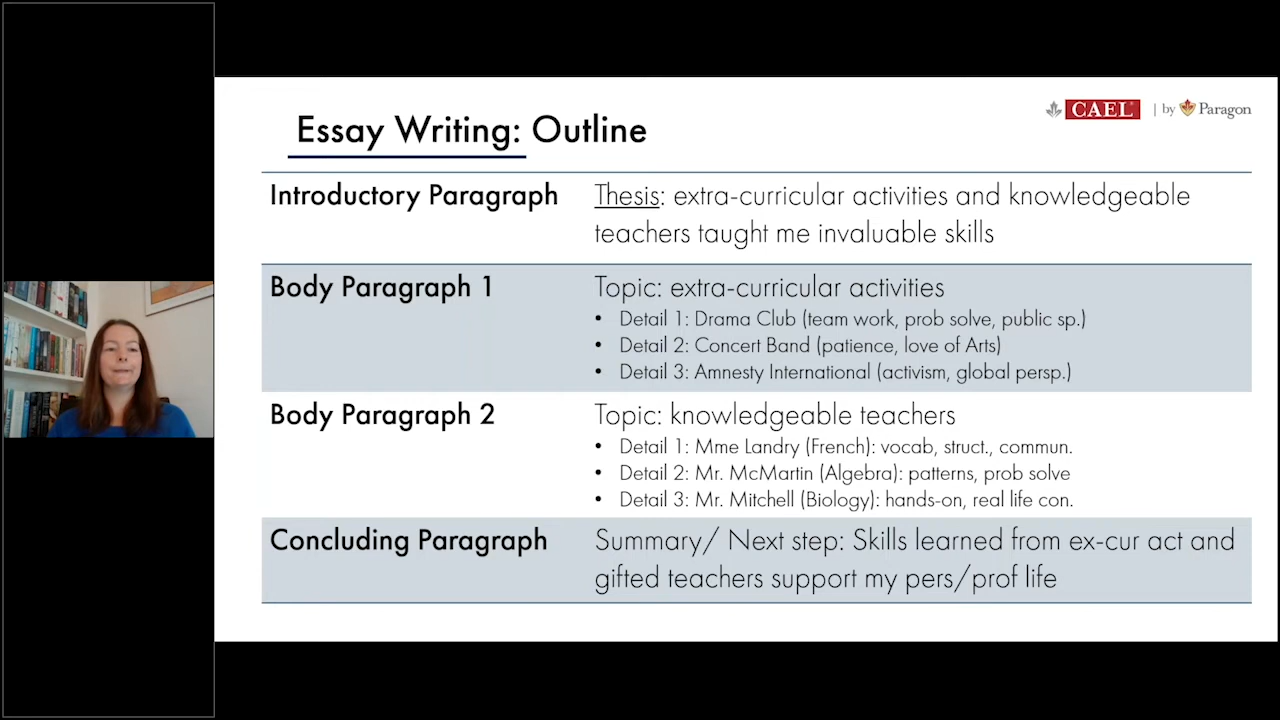 Essay Writing: Outline
CAEL | by Paragon
Introductory Paragraph
Thesis: extra-curricular activities and knowledgeable
teachers taught me invaluable skills
Body Paragraph 1
Topic: extra-curricular activities
• Detail 1: Drama Club (team work, prob solve, public sp.)
• Detail 2: Concert Band (patience, love of Arts)
• Detail 3: Amnesty International (activism, global persp.)
Body Paragraph 2
Topic: knowledgeable teachers
• Detail 1: Mme Landry (French): vocab, struct., commun.
• Detail 2: Mr. McMartin (Algebra): patterns, prob solve
• Detail 3: Mr. Mitchell (Biology): hands-on, real life con.
Concluding Paragraph
Summary/ Next step: Skills learned from ex-cur act and
gifted teachers support my pers/prof life